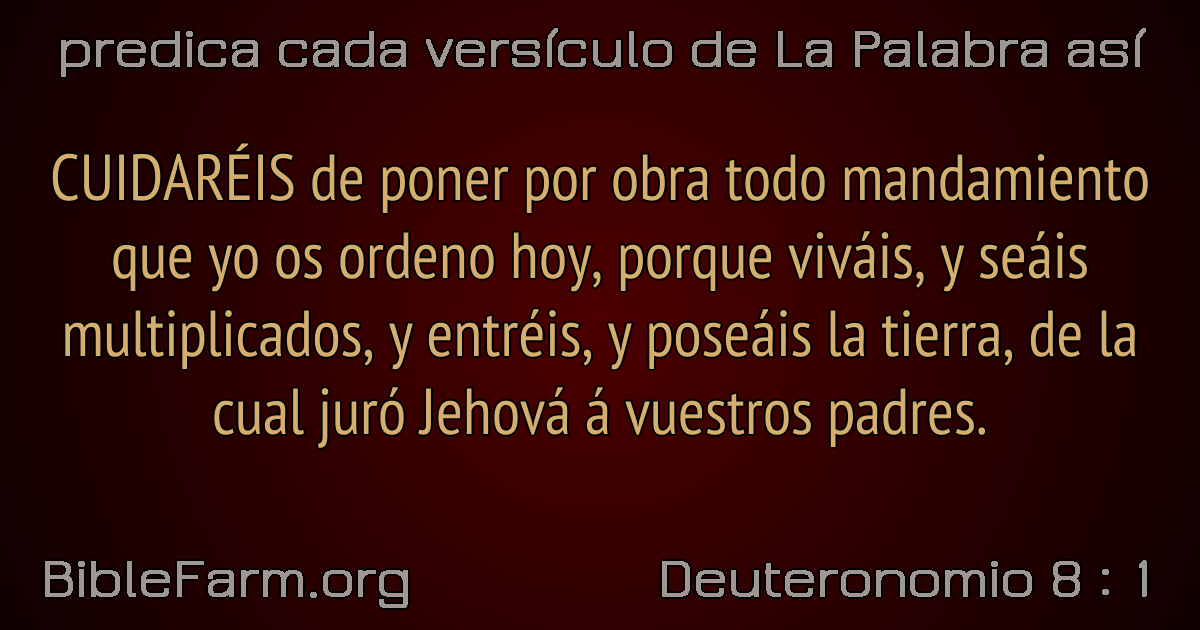 predica cada versículo de La Palabra así
CUIDARÉIS de poner por obra todo mandamiento
que yo os ordeno hoy, porque viváis, y seáis
multiplicados, y entréis, y poseáis la tierra, de la
cual juró Jehová á vuestros padres.
BibleFarm.org
Deuteronomio 8 : 1